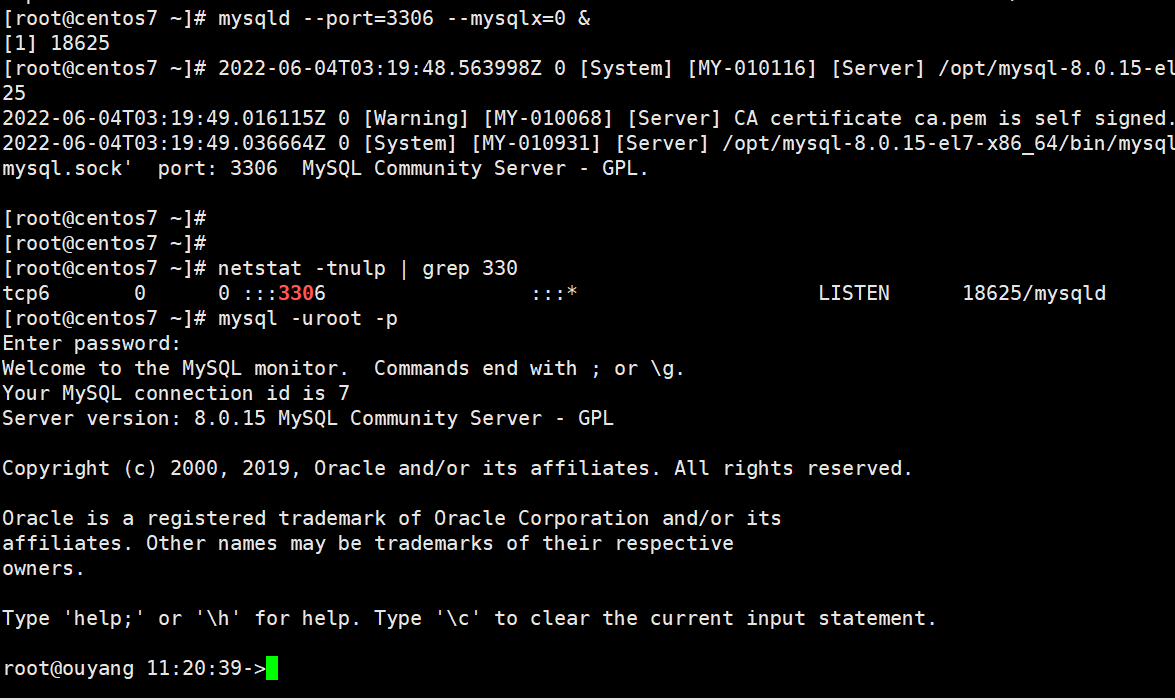 [root@centos7 ~]# mysqld --port=3306 --mysqlx=0 &
[1] 18625
[root@centos7 ~]# 2022-06-04T03:19:48.563998Z 0 [System] [MY-010116] [Server] /opt/mysql-8.0.15-el
25
2022-06-04T03:19:49.016115Z 0 [Warning] [MY-010068] [Server] CA certificate ca.pem is self signed.
2022-06-04T03:19:49.036664Z 0 [System] [MY-010931] [Server] /opt/mysql-8.0.15-el7-x86_64/bin/mysql
mysql.sock'  port: 3306  MySQL Community Server - GPL.
[root@centos7 ~]#
[root@centos7 ~]#
[root@centos7 ~]# netstat -tnulp | grep 330
tcp6       0      0 :::3306                 :::*                    LISTEN      18625/mysqld
[root@centos7 ~]# mysql -uroot -p
Enter password:
Welcome to the MySQL monitor.  Commands end with ; or \g.
Your MySQL connection id is 7
Server version: 8.0.15 MySQL Community Server - GPL
Copyright (c) 2000, 2019, Oracle and/or its affiliates. All rights reserved.
Oracle is a registered trademark of Oracle Corporation and/or its
affiliates. Other names may be trademarks of their respective
owners.
Type 'help;' or '\h' for help. Type '\c' to clear the current input statement.
root@ouyang 11:20:39->